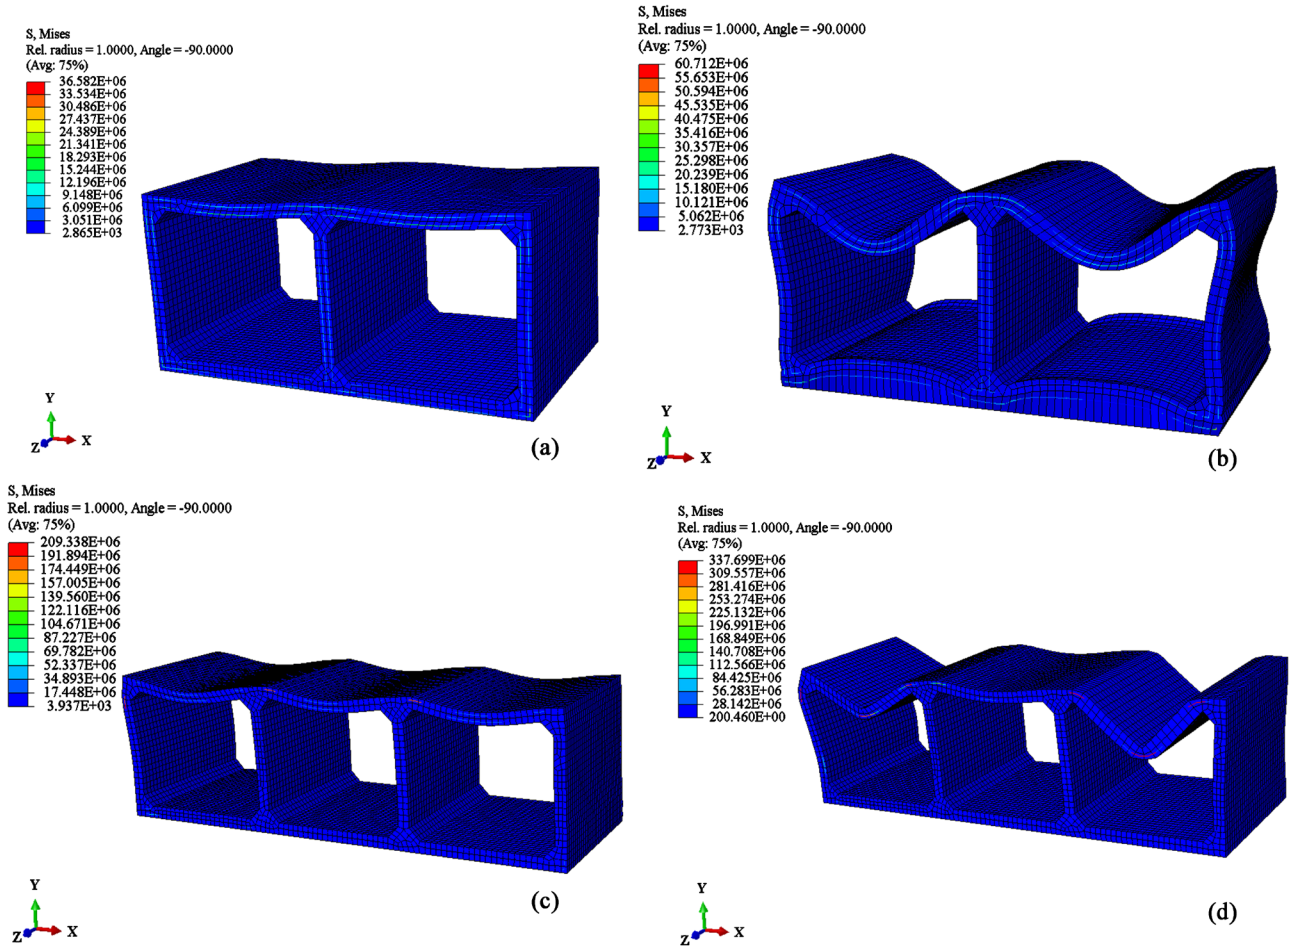 S, Mises
Rel. radius = 1.0000, Angle = -90.0000
(Avg: 75%)
36.582E+06
33.534E+06
30.486E+06
27.437E+06
24.389E+06
21.341E+06
18.293E+06
15.244E+06
12.196E+06
9.148E+06
6.099E+06
3.051E+06
2.865E+03
Y
Z X
(a)
S, Mises
Rel. radius = 1.0000, Angle = -90.0000
(Avg: 75%)
60.712E+06
55.653E+06
50.594E+06
45.535E+06
40.475E+06
35.416E+06
30.357E+06
25.298E+06
20.239E+06
15.180E+06
10.121E+06
5.062E+06
2.773E+03
Y
Z X
(b)
S, Mises
Rel. radius = 1.0000, Angle = -90.0000
(Avg: 75%)
209.338E+06
191.894E+06
174.449E+06
157.005E+06
139.560E+06
122.116E+06
104.671E+06
87.227E+06
69.782E+06
52.337E+06
34.893E+06
17.448E+06
3.937E+03
Y
Z X
(c)
S, Mises
Rel. radius = 1.0000, Angle = -90.0000
(Avg: 75%)
337.699E+06
309.557E+06
281.416E+06
253.274E+06
225.132E+06
196.991E+06
168.849E+06
140.708E+06
112.566E+06
84.425E+06
56.283E+06
28.142E+06
200.460E+00
Y
Z X
(d)